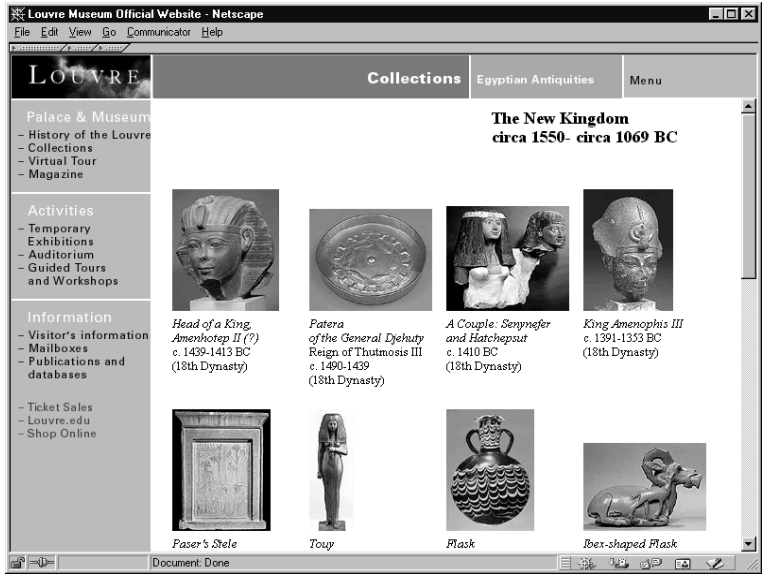 Louvre Museum Official Website - Netscape
File Edit View Go Communicator Help
LOUVRE
Collections
Egyptian Antiquities
Menu
Palace & Museum
– History of the Louvre
– Collections
– Virtual Tour
– Magazine
Activities
– Temporary
Exhibitions
– Auditorium
– Guided Tours
and Workshops
Information
– Visitor's information
– Mailboxes
– Publications and
databases
– Ticket Sales
– Louvre.edu
– Shop Online
The New Kingdom
circa 1550- circa 1069 BC
Head of a King,
Amenhotep II (?)
c. 1439-1413 BC
(18th Dynasty)
Patera
of the General Djehuty
Reign of Thutmosis III
c. 1490-1439
(18th Dynasty)
A Couple: Senynefer
and Hatchepsut
c. 1410 BC
(18th Dynasty)
King Amenophis III
c. 1391-1353 BC
(18th Dynasty)
Paser's Stele
Touy
Flask
Ibex-shaped Flask
Document: Done